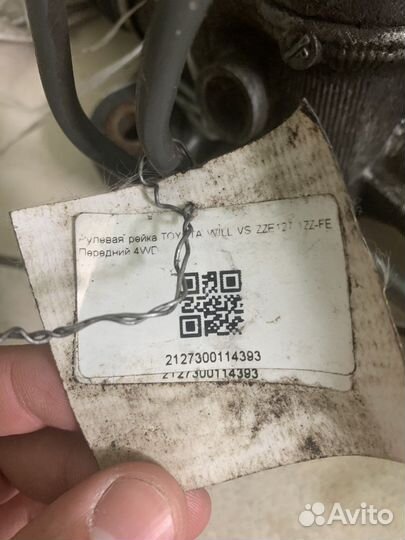 Рулевая рейка TOYOTA WILL VS ZZE127 1ZZ-FE
Передний 4WD
2127300114393
2127300114393
Avito